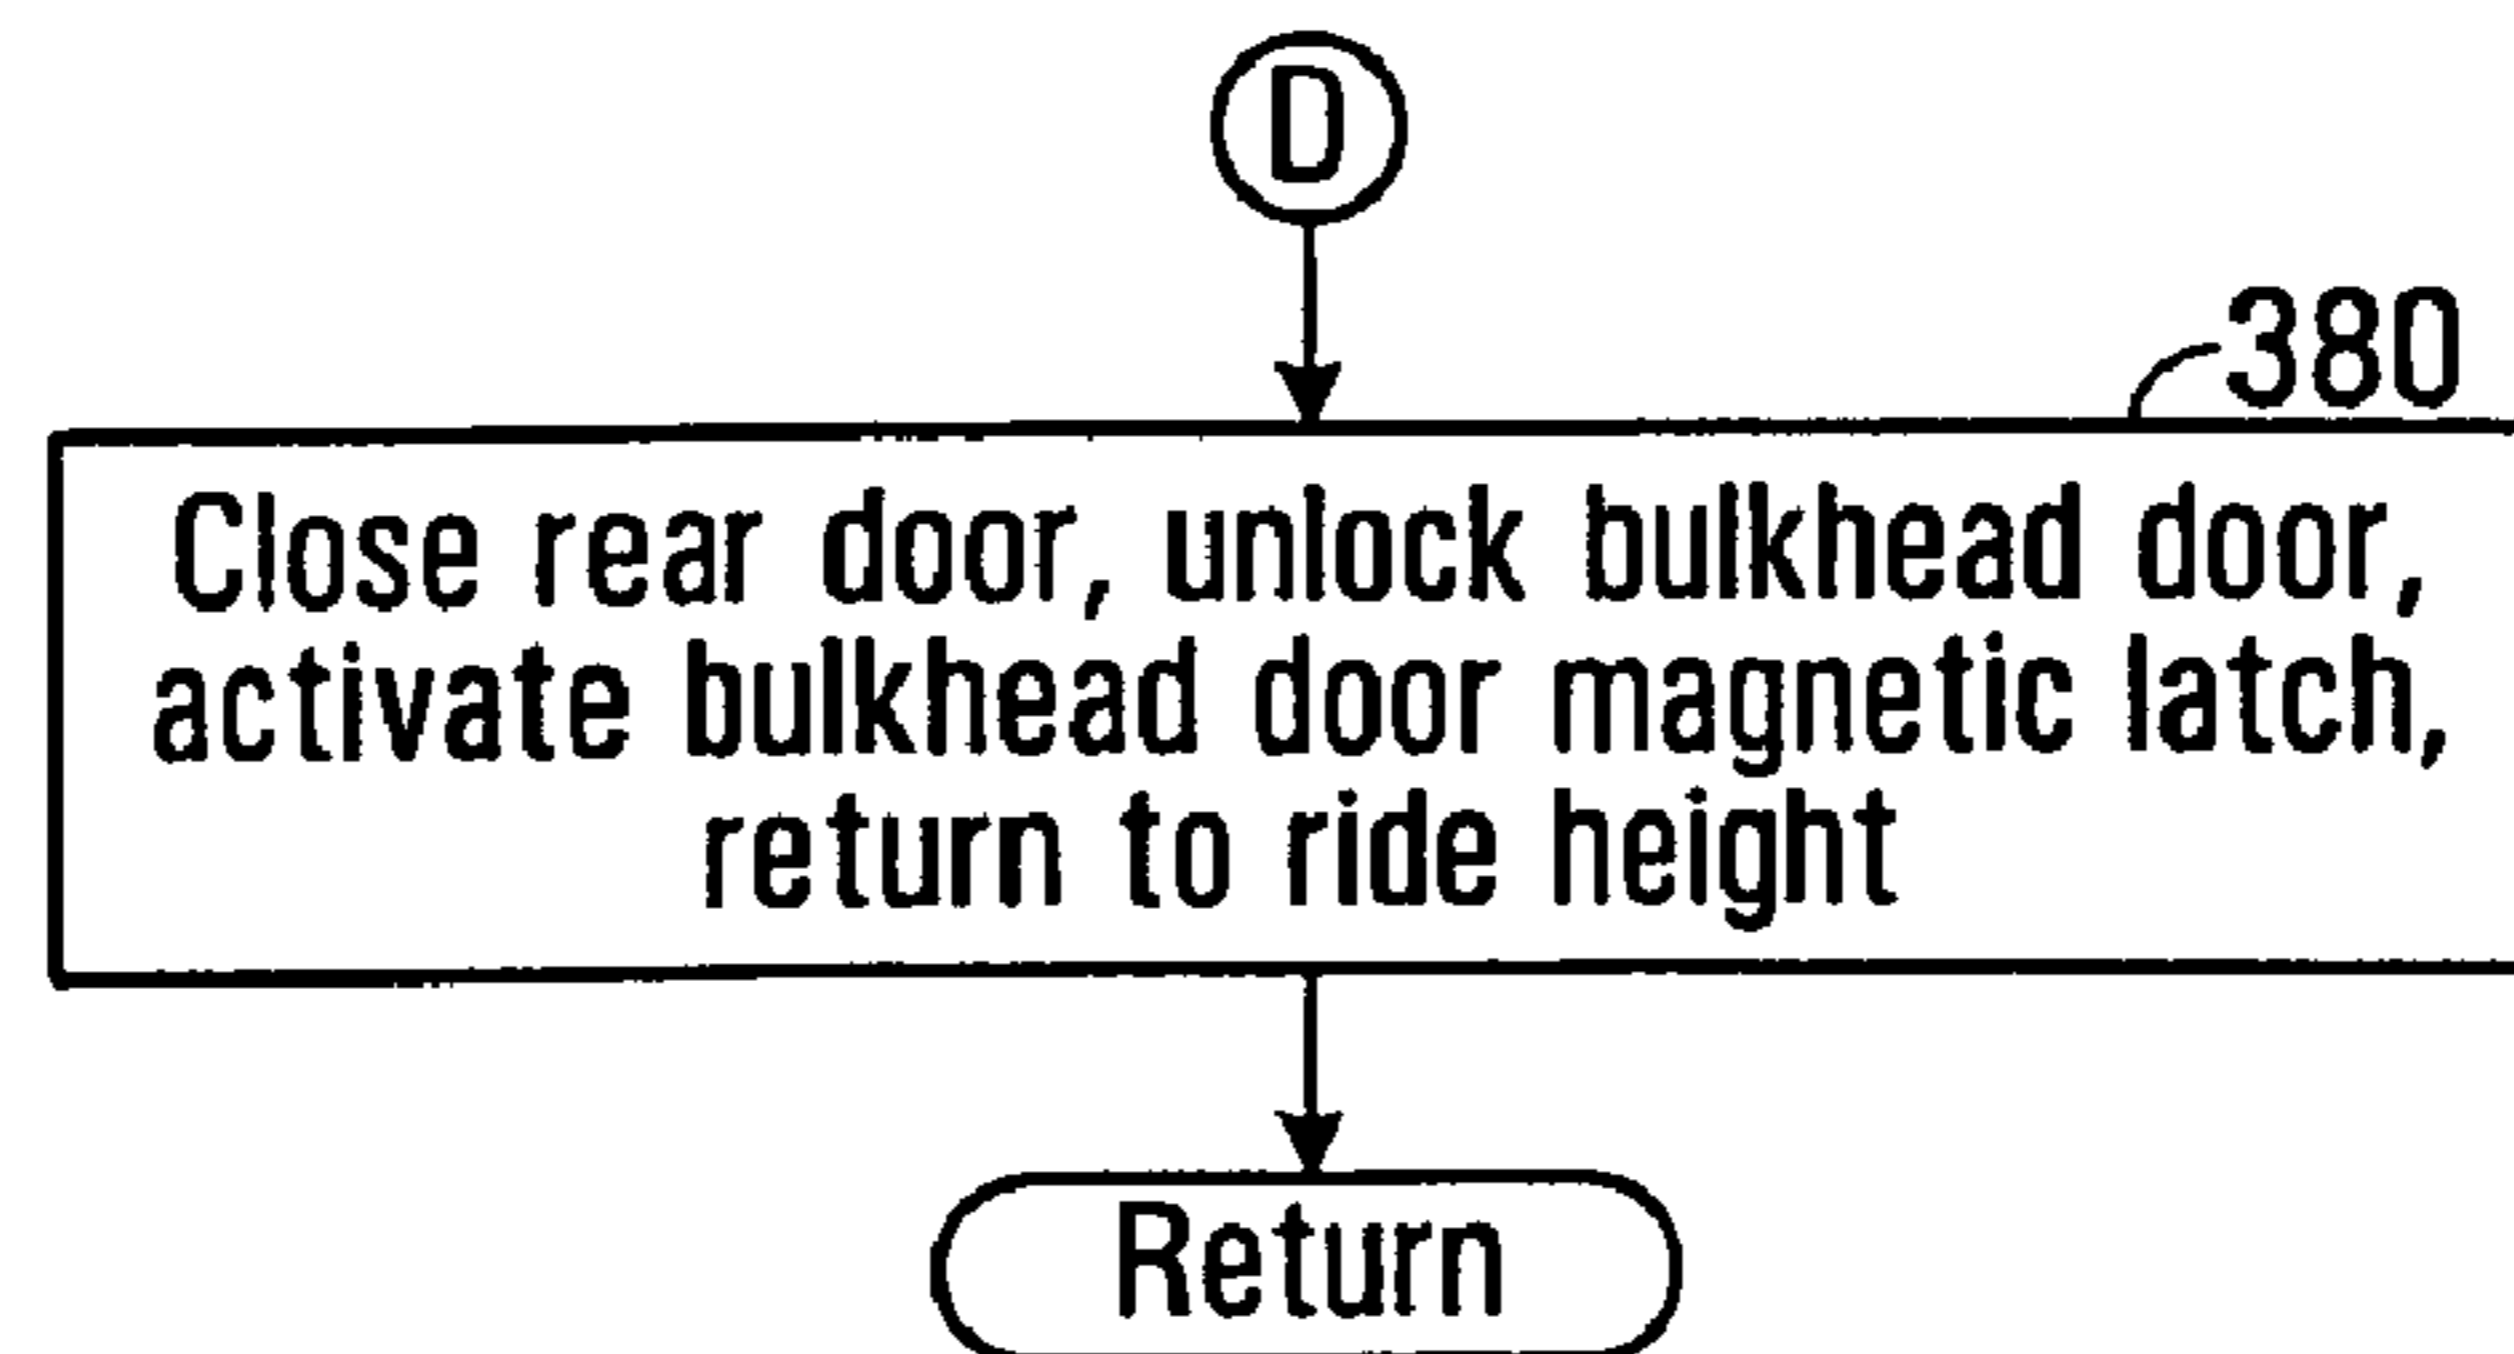 D
380
Close rear door, unlock bulkhead door,
activate bulkhead door magnetic latch,
return to ride height
Return